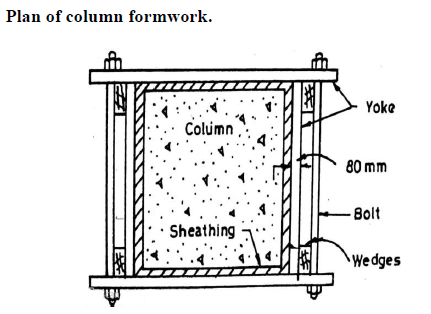 Plan of column formwork.
Yoke
Column
80 mm
Bolt
Sheathing
Wedges